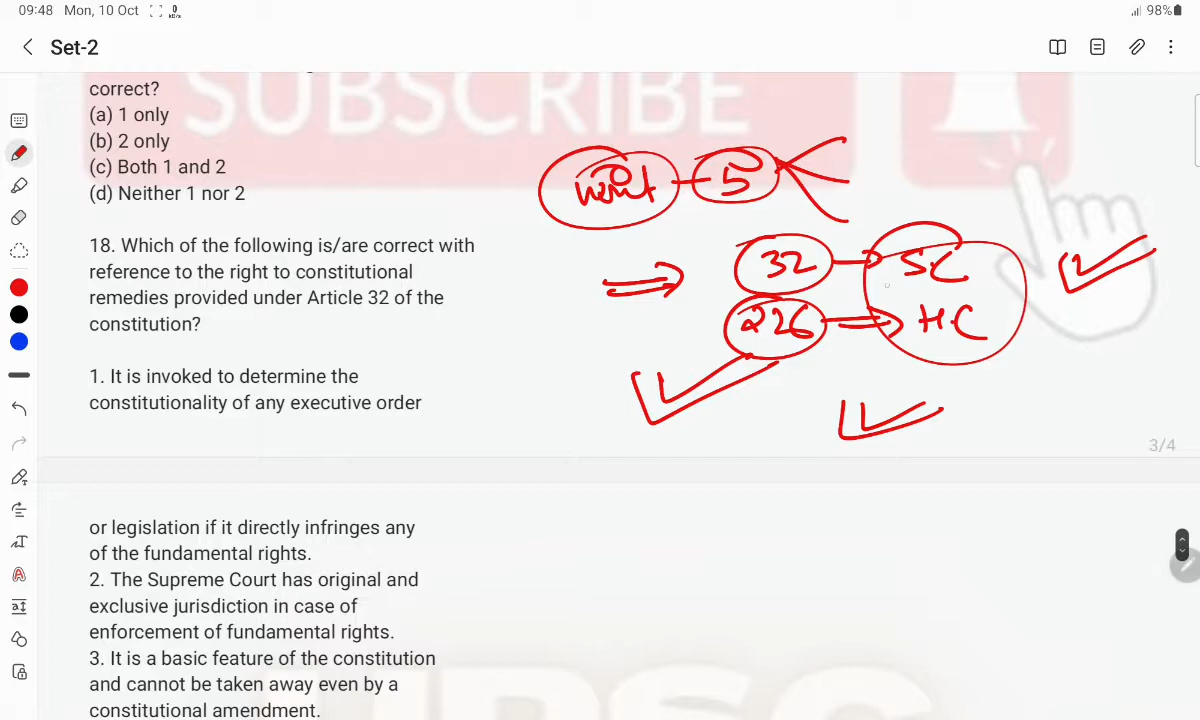 09:48 Mon, 10 Oct
98%
Set-2
SUBSCRIBE
correct?
(a) 1 only
(b) 2 only
(c) Both 1 and 2
(d) Neither 1 nor 2
5
18. Which of the following is/are correct with
reference to the right to constitutional
remedies provided under Article 32 of the
constitution?
32 SC
226 HC
1. It is invoked to determine the
constitutionality of any executive order
3/4
or legislation if it directly infringes any
of the fundamental rights.
2. The Supreme Court has original and
exclusive jurisdiction in case of
enforcement of fundamental rights.
3. It is a basic feature of the constitution
and cannot be taken away even by a
constitutional amendment.